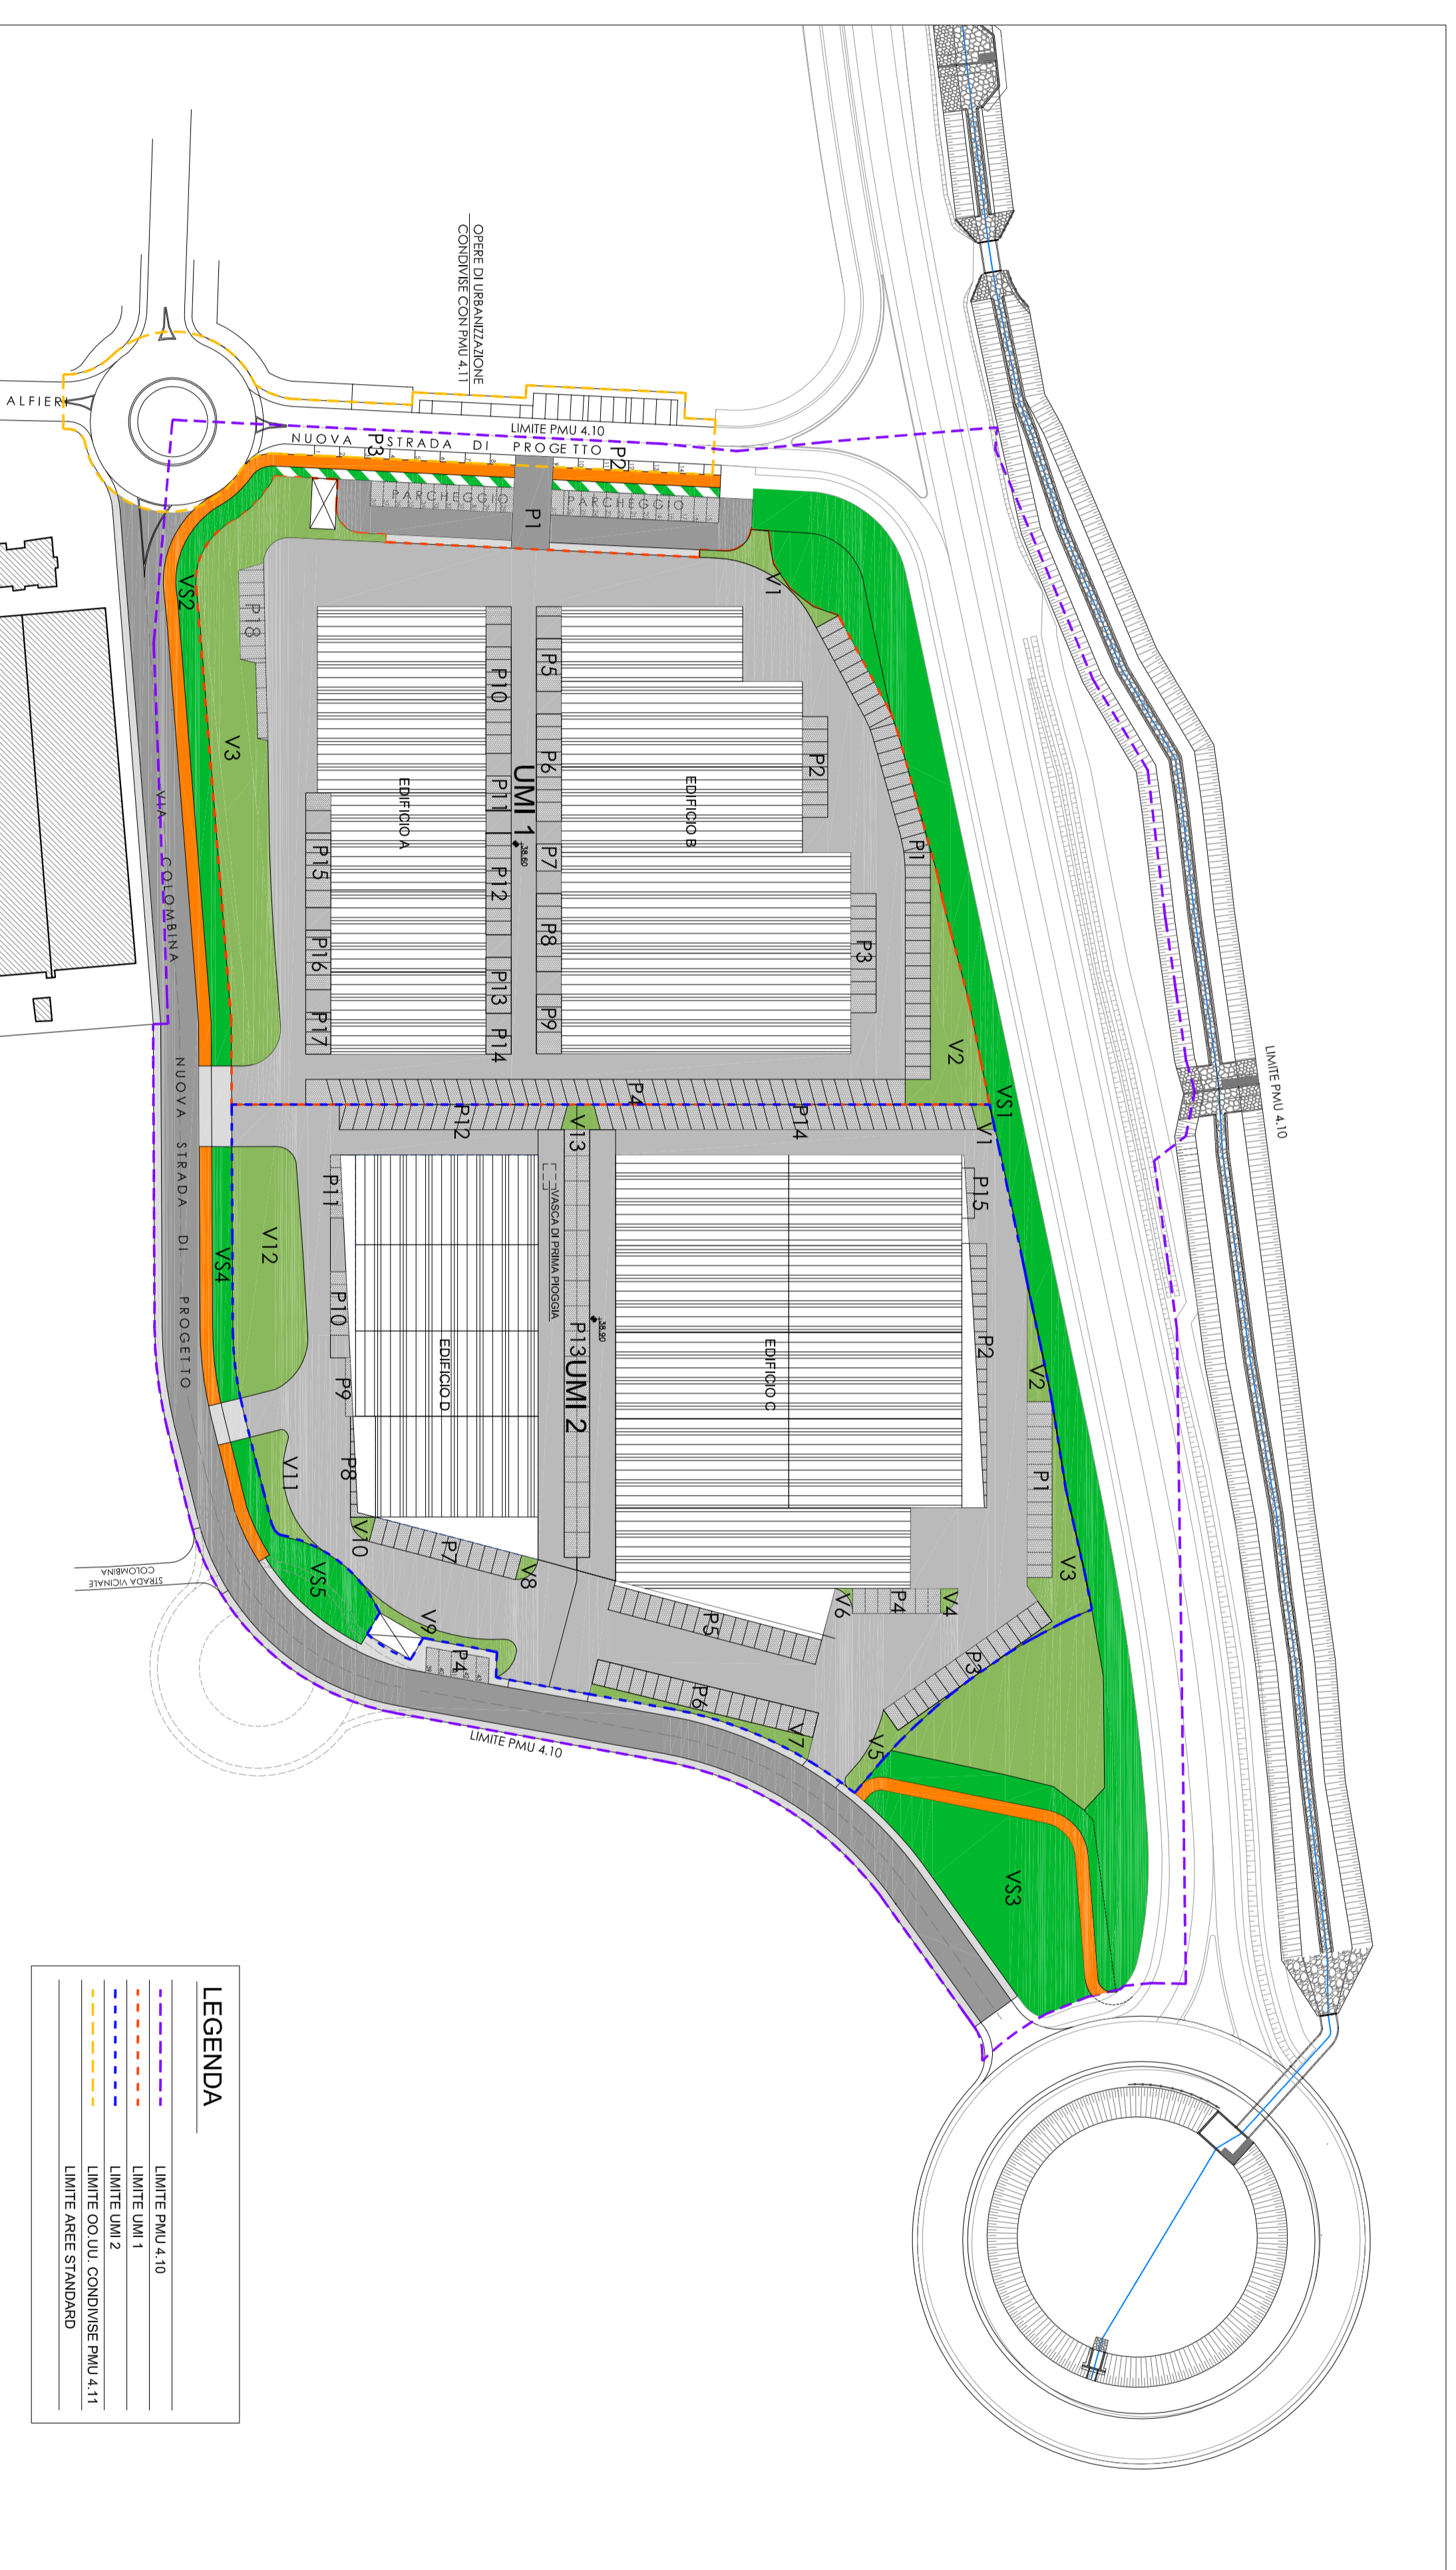 OPERE DI URBANIZZAZIONE
CONDIVISE CON PMU 4.11
LIMITE PMU 4.10
NUOVA STRADA DI PROGETTO
P3
P2
PARCHEGGIO
PARCHEGGIO
P1
ALFIERI
VS2
V1
P18
V3
P10
P5
P6
P2
EDIFICIO A
UMI 1
38.60
EDIFICIO B
P11
P15
P12
P7
P1
P16
P8
P3
P13
P17
P14
P9
V2
VIA COLOMBINA
LIMITE PMU 4.10
VS1
P4
P12
V13
P14
V1
NUOVA STRADA DI PROGETTO
P11
VASCA DI PRIMA PIOGGIA
P15
V12
VS4
P10
38.90
P13
P2
EDIFICIO D
UMI 2
EDIFICIO C
P9
V2
V11
P8
P1
V10
P7
V8
V3
VS5
V9
P4
V6
P4
V4
P5
P3
P6
V7
V5
STRADA VICINALE
COLOMBINA
LIMITE PMU 4.10
VS3
LEGENDA
LIMITE PMU 4.10
LIMITE UMI 1
LIMITE UMI 2
LIMITE OO.UU. CONDIVISE PMU 4.11
LIMITE AREE STANDARD